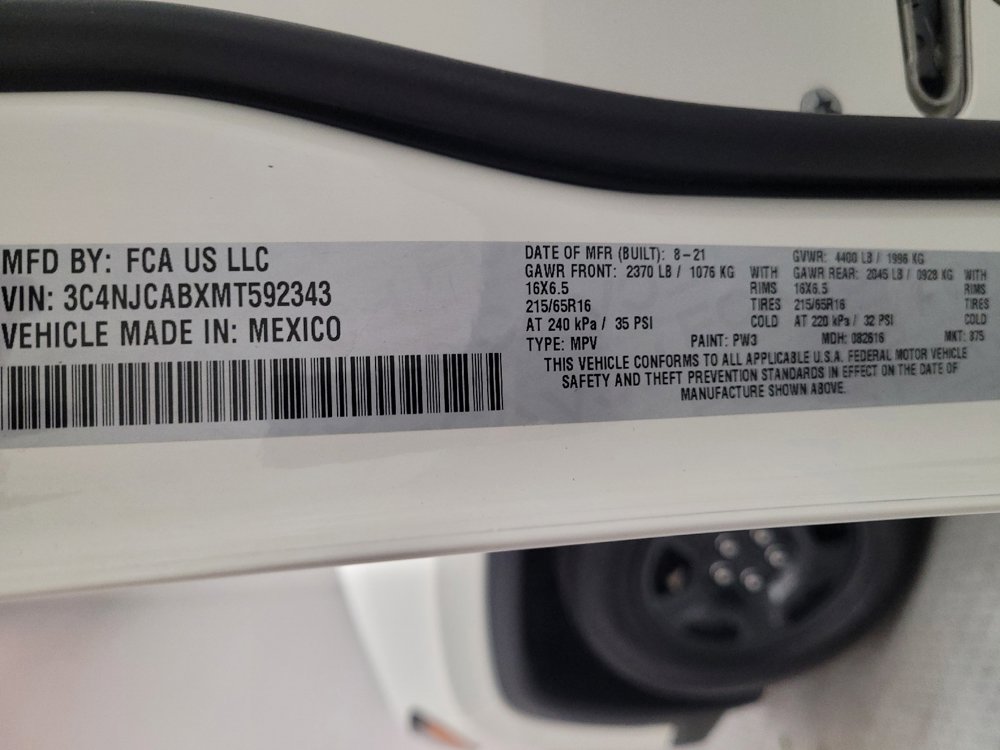 MFD BY: FCA US LLC
VIN: 3C4NJCABXMT592343
VEHICLE MADE IN: MEXICO
DATE OF MFR (BUILT): 8-21 GVWR: 4400 LB / 1996 KG
GAWR FRONT: 2370 LB / 1076 KG WITH GAWR REAR: 2045 LB / 0928 KG WITH
16X6.5 RIMS 16X6.5 RIMS
215/65R16 TIRES 215/65R16 TIRES
AT 240 kPa / 35 PSI COLD AT 220 kPa / 32 PSI COLD
TYPE: MPV PAINT: PW3 MDH: 082616 MKT: 875
THIS VEHICLE CONFORMS TO ALL APPLICABLE U.S.A. FEDERAL MOTOR VEHICLE
SAFETY AND THEFT PREVENTION STANDARDS IN EFFECT ON THE DATE OF
MANUFACTURE SHOWN ABOVE.